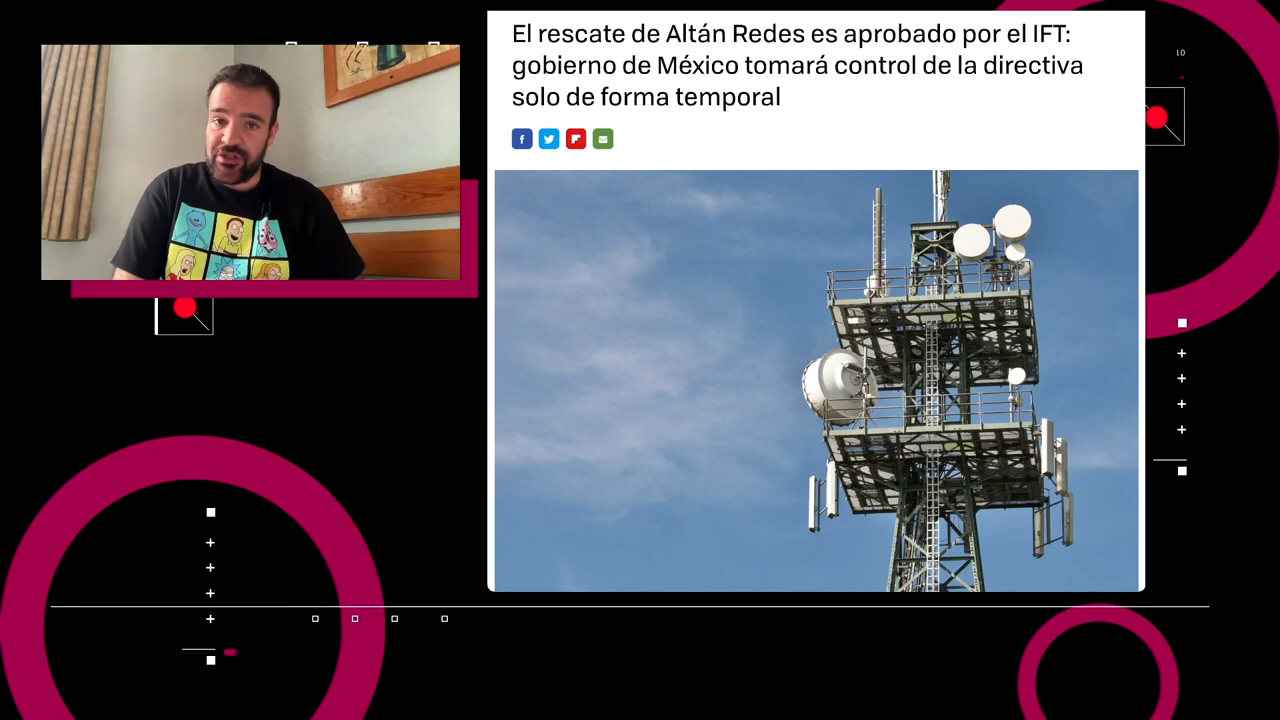 El rescate de Altán Redes es aprobado por el IFT:
gobierno de México tomará control de la directiva
solo de forma temporal
10